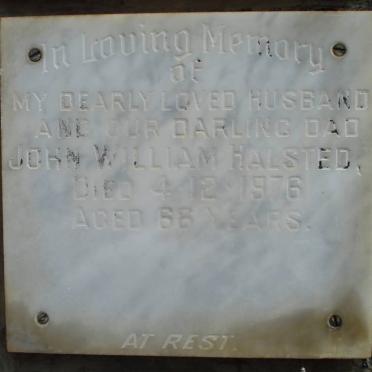 In Loving Memory
of
MY DEARLY LOVED HUSBAND
AND OUR DARLING DAD
JOHN WILLIAM HALSTED,
DIED 4·12·1976
AGED 66 YEARS.
AT REST.